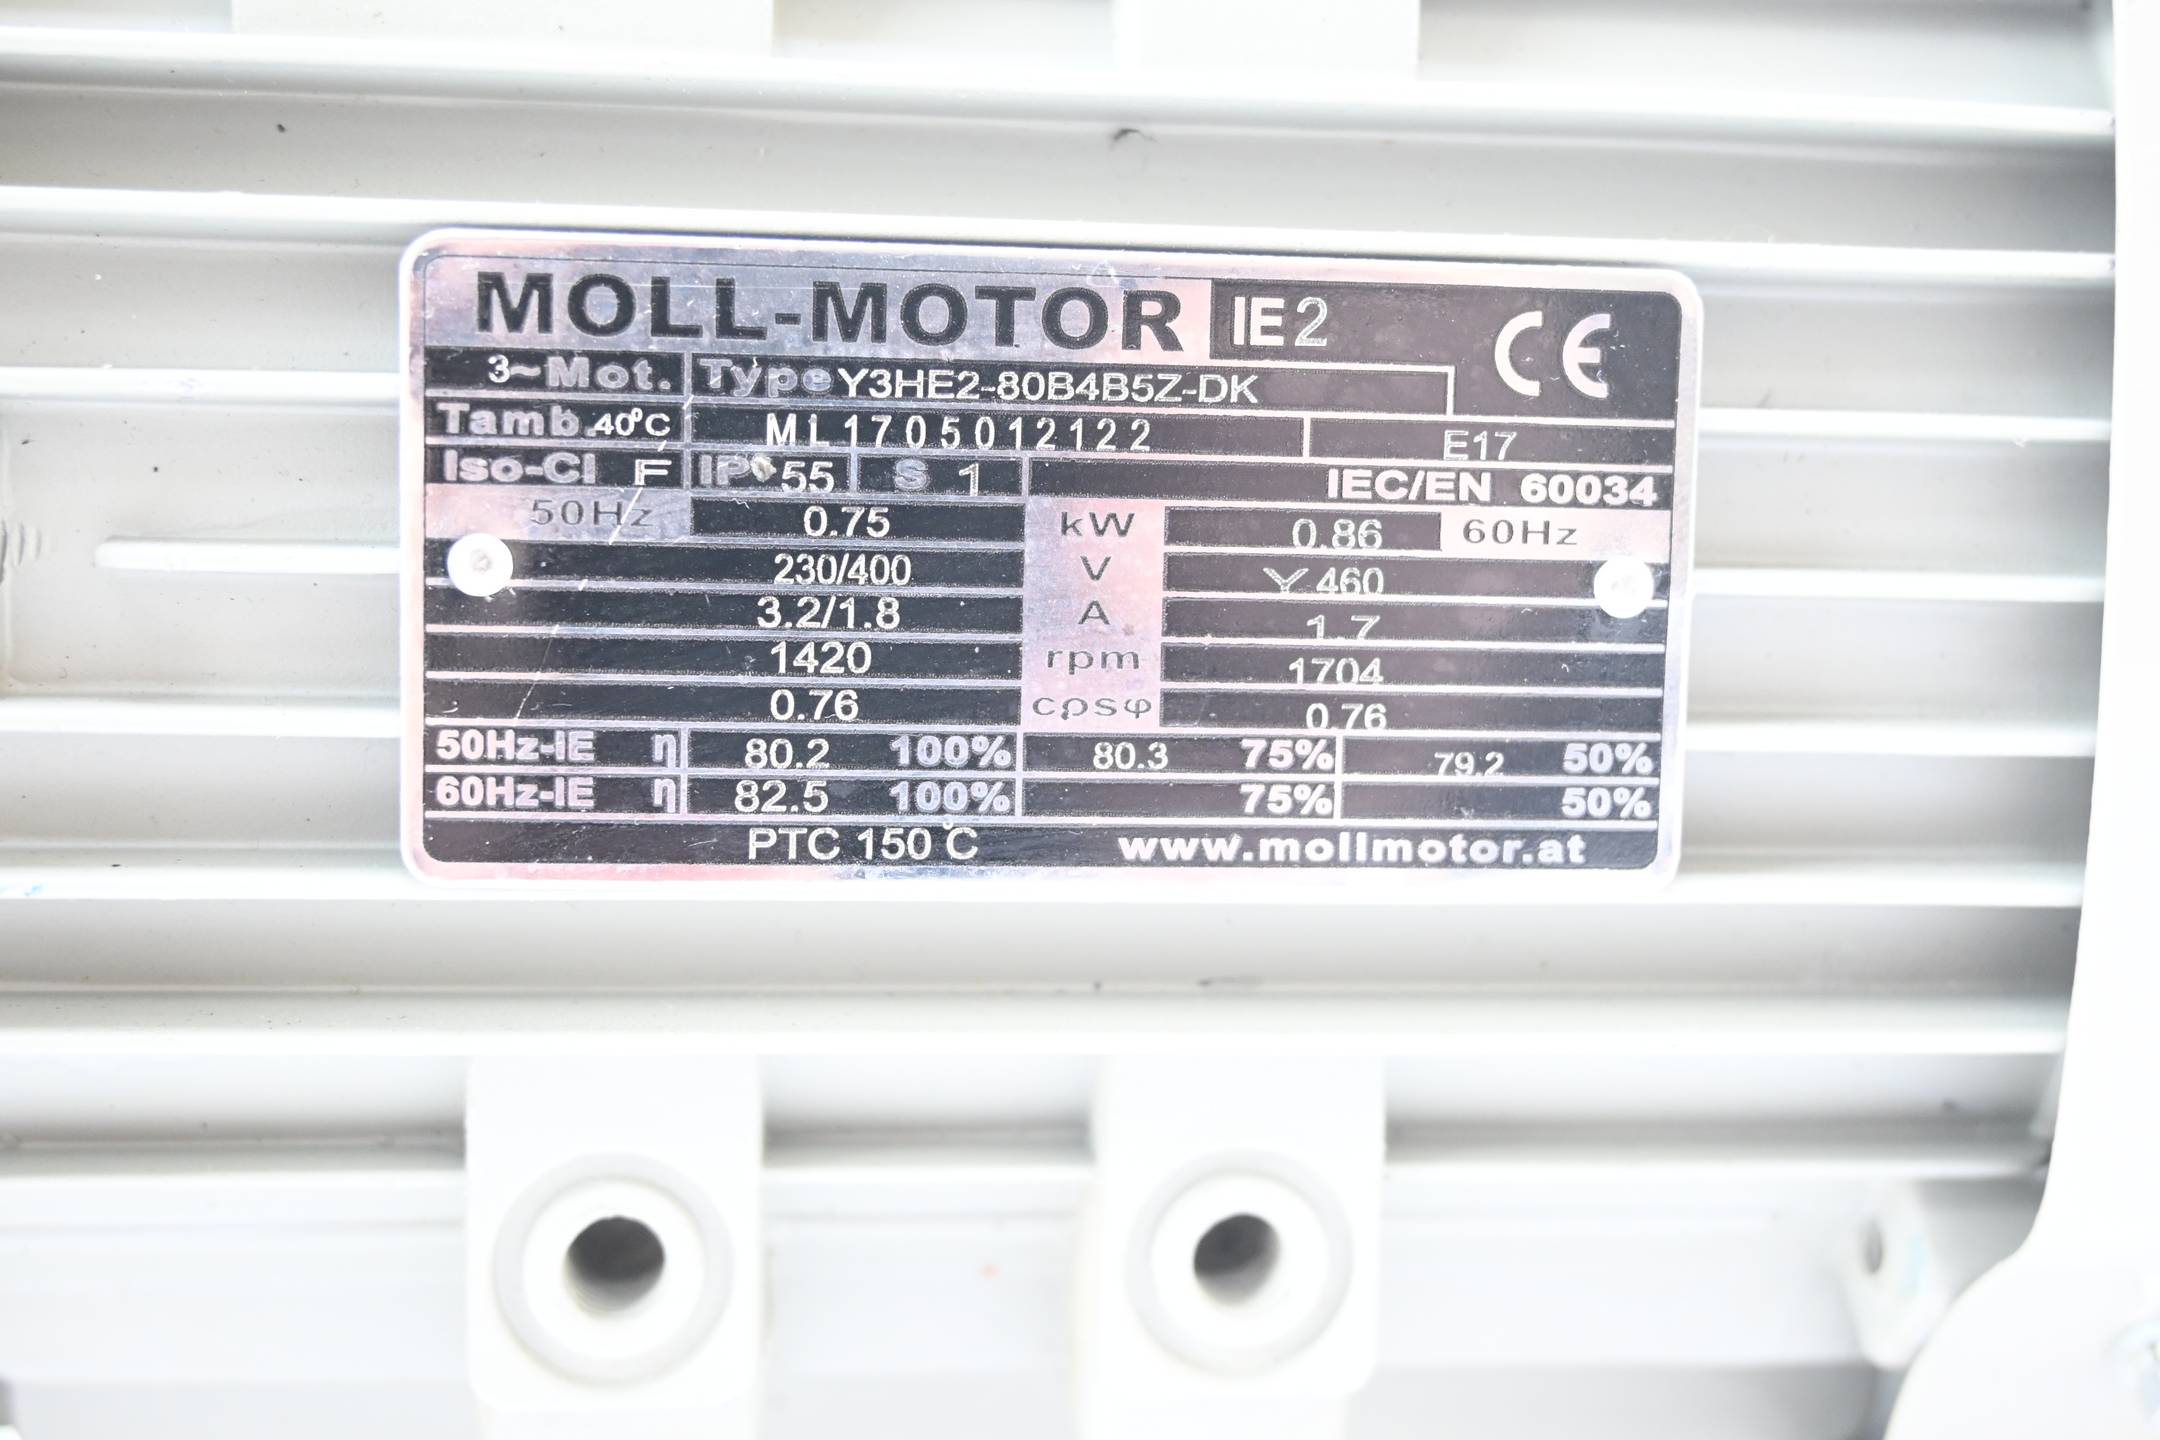 MOLL-MOTOR IE2 CE
3~Mot. Type Y3HE2-80B4B5Z-DK
Tamb. 40°C ML1705012122 E17
Iso-Cl F IP 55 S 1 IEC/EN 60034
50Hz 0.75 kW 0.86 60Hz
230/400 V Y 460
3.2/1.8 A 1.7
1420 rpm 1704
0.76 cosφ 0.76
50Hz-IE η 80.2 100% 80.3 75% 79.2 50%
60Hz-IE η 82.5 100% 75% 50%
PTC 150°C www.mollmotor.at